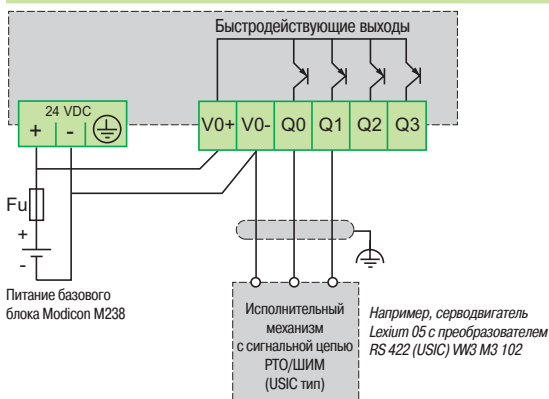 Быстродействующие выходы
24 VDC
+ - 
V0+ V0- Q0 Q1 Q2 Q3
Fu
+
-
Питание базового
блока Modicon M238
Исполнительный
механизм
с сигнальной цепью
РТО/ШИМ
(USIC тип)
Например, серводвигатель
Lexium 05 с преобразователем
RS 422 (USIC) VW3 M3 102